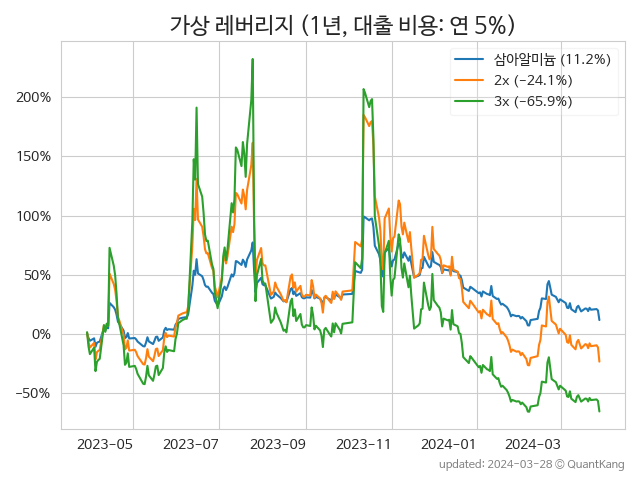 가상 레버리지 (1년, 대출 비용: 연 5%)
삼아알미늄 (11.2%)
2x (−24.1%)
3x (−65.9%)
200%
150%
100%
50%
0%
−50%
2023-05 2023-07 2023-09 2023-11 2024-01 2024-03
updated: 2024-03-28 © QuantKang